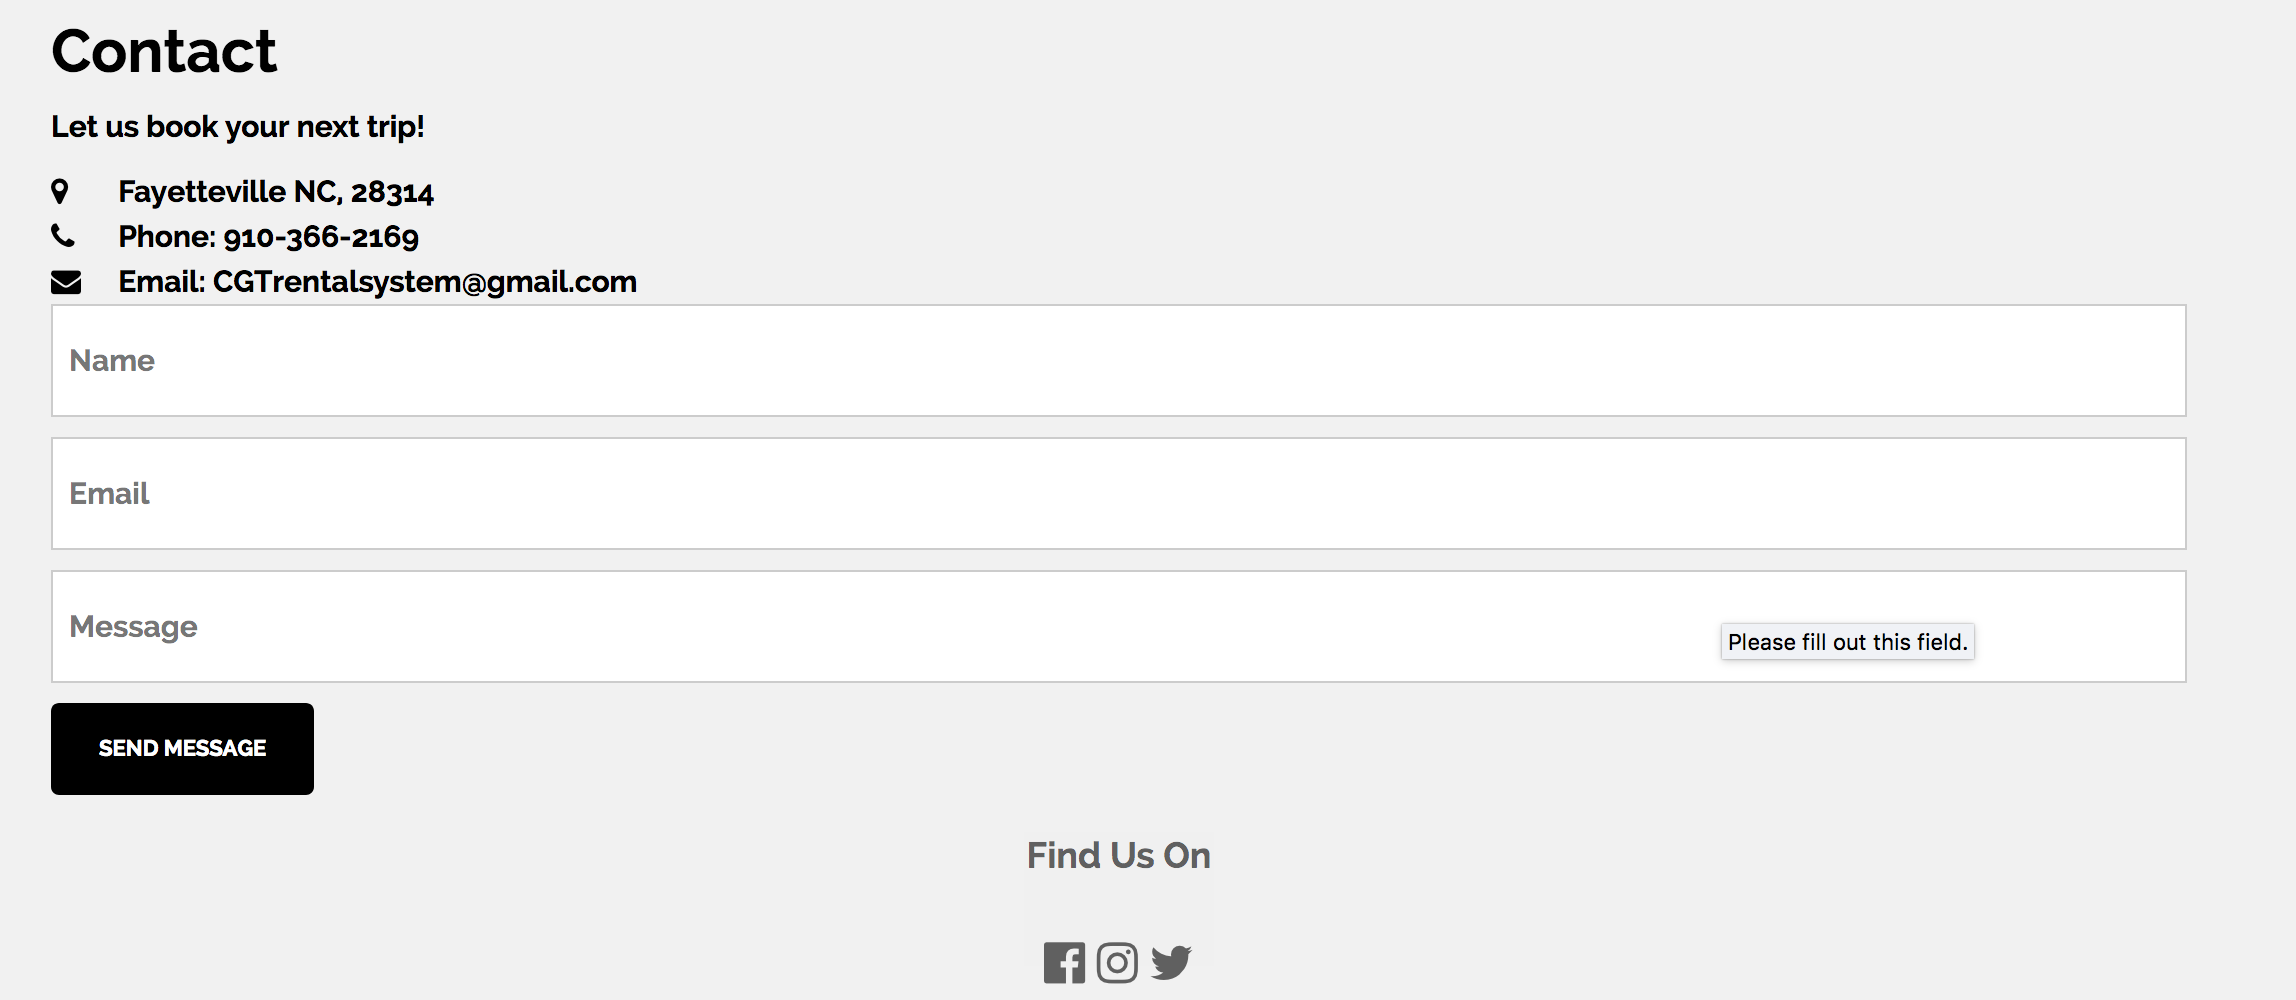 Contact
Let us book your next trip!
Fayetteville NC, 28314
Phone: 910-366-2169
Email: CGTrentalsystem@gmail.com
Name
Email
Message
Please fill out this field.
SEND MESSAGE
Find Us On